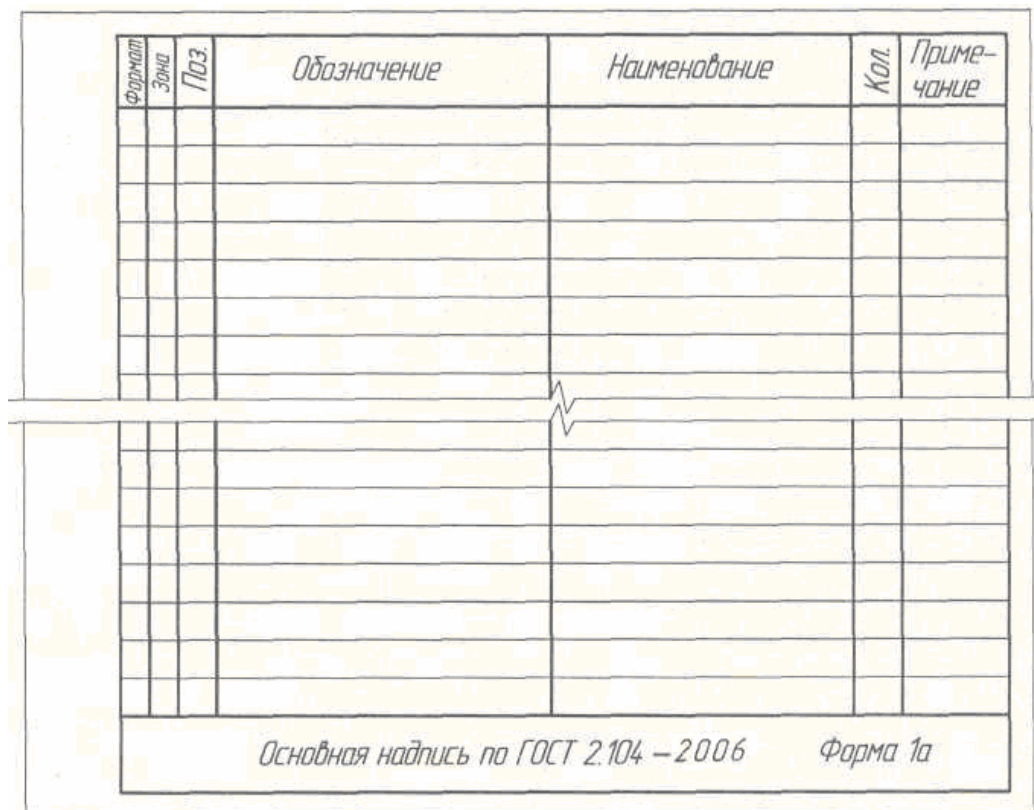 Формат
Зона
Поз.
Обозначение
Наименование
Кол.
Приме-
чание
Основная надпись по ГОСТ 2.104 – 2006 Форма 1а